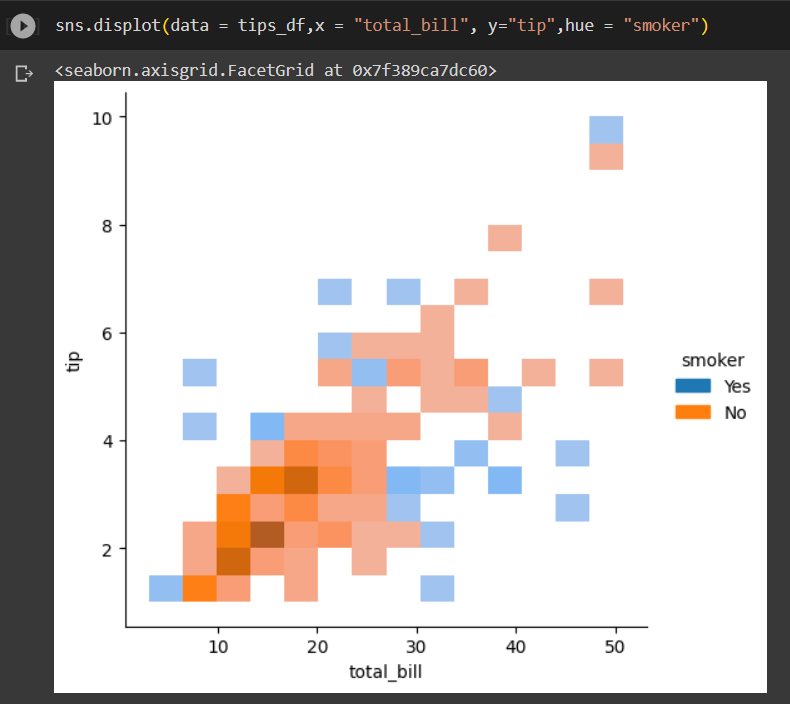 sns.displot(data = tips_df,x = "total_bill", y="tip",hue = "smoker")
<seaborn.axisgrid.FacetGrid at 0x7f389ca7dc60>
10
8
6
4
2
tip
smoker
Yes
No
10 20 30 40 50
total_bill